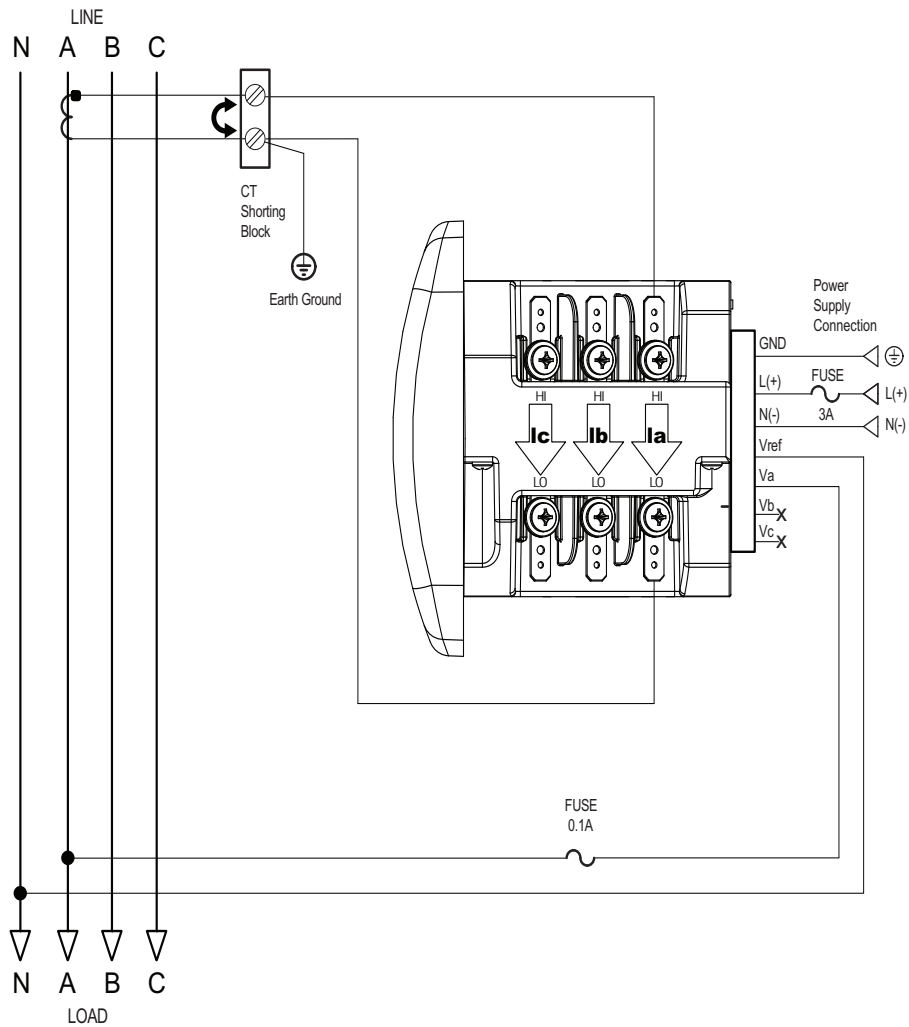 LINE
N A B C
CT
Shorting
Block
Earth Ground
Power
Supply
Connection
GND
L(+)
FUSE
L(+)
N(-)
3A
N(-)
Vref
Va
Vb
X
Vc
X
HI HI HI
Ic Ib Ia
LO LO LO
FUSE
0.1A
N A B C
LOAD